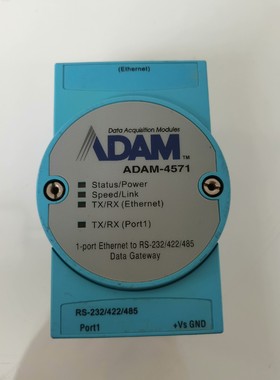 (Ethernet)
Data Acquisition Modules
ADAM™
ADAM-4571
Status/Power
Speed/Link
TX/RX (Ethernet)
TX/RX (Port1)
1-port Ethernet to RS-232/422/485
Data Gateway
RS-232/422/485
Port1 +Vs GND